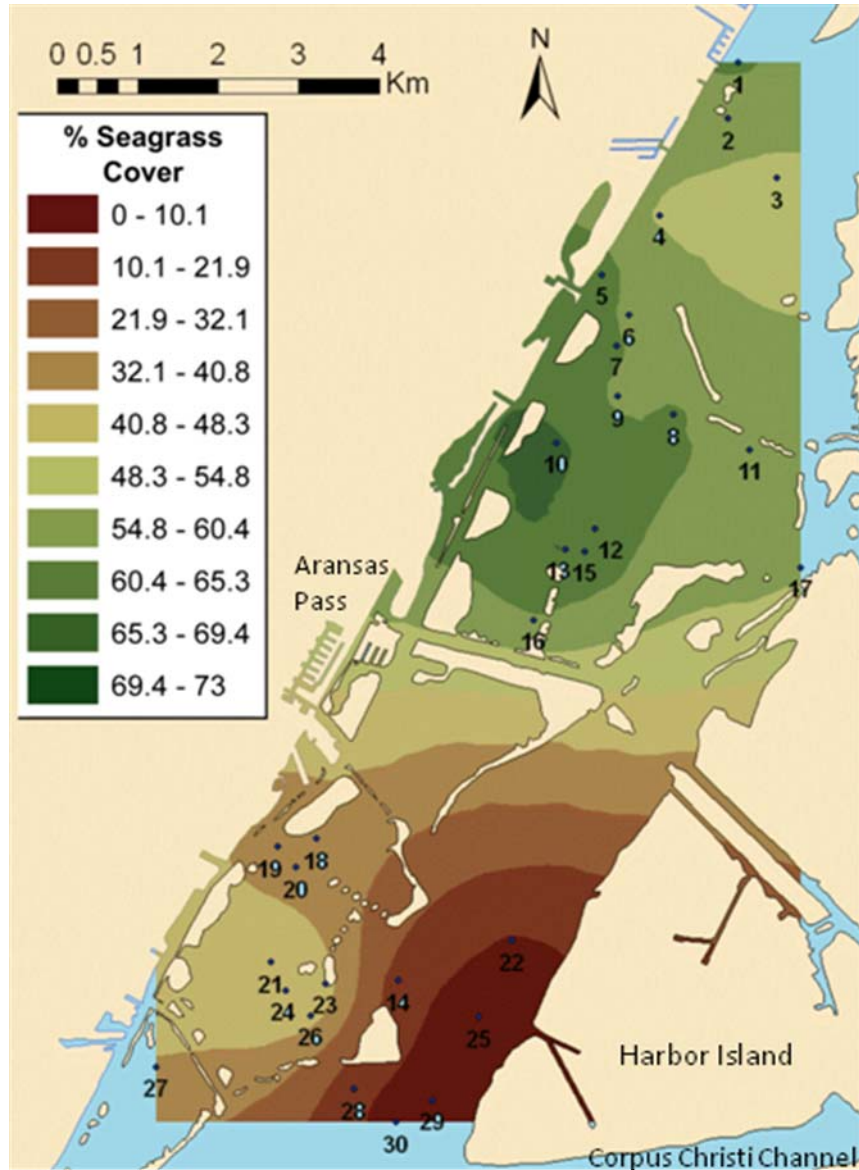 0 0.5 1 2 3 4
Km
N
% Seagrass
Cover
0 - 10.1
10.1 - 21.9
21.9 - 32.1
32.1 - 40.8
40.8 - 48.3
48.3 - 54.8
54.8 - 60.4
60.4 - 65.3
65.3 - 69.4
69.4 - 73
1
2
3
4
5
6
7
9
8
10
11
12
13
15
17
16
Aransas
Pass
18
19
20
21
22
23
24
14
25
26
27
28
29
30
Harbor Island
Corpus Christi Channel